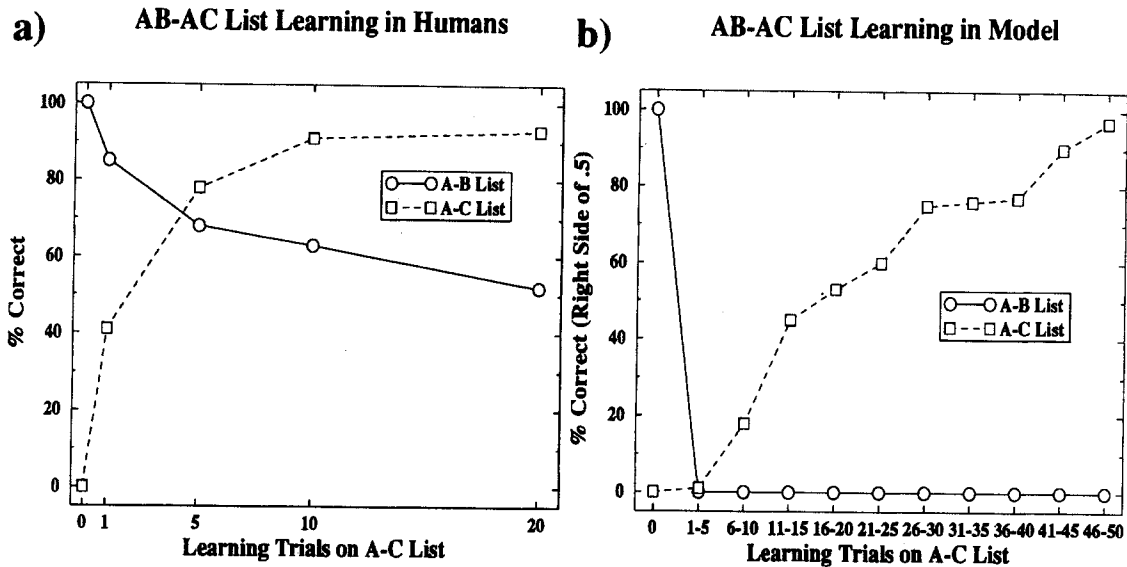 a)
AB-AC List Learning in Humans
% Correct
100
80
60
40
20
0
A-B List
A-C List
0 1 5 10 20
Learning Trials on A-C List
b)
AB-AC List Learning in Model
% Correct (Right Side of .5)
100
80
60
40
20
0
A-B List
A-C List
0 1-5 6-10 11-15 16-20 21-25 26-30 31-35 36-40 41-45 46-50
Learning Trials on A-C List